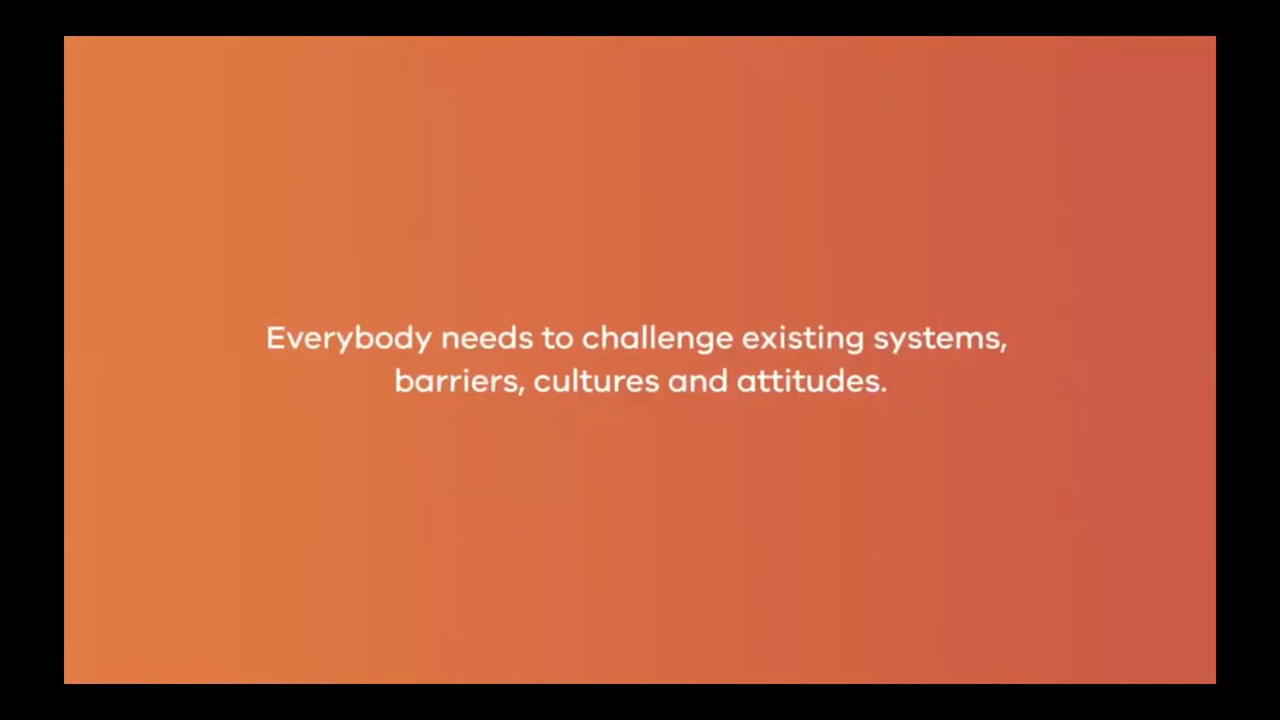 Everybody needs to challenge existing systems,
barriers, cultures and attitudes.